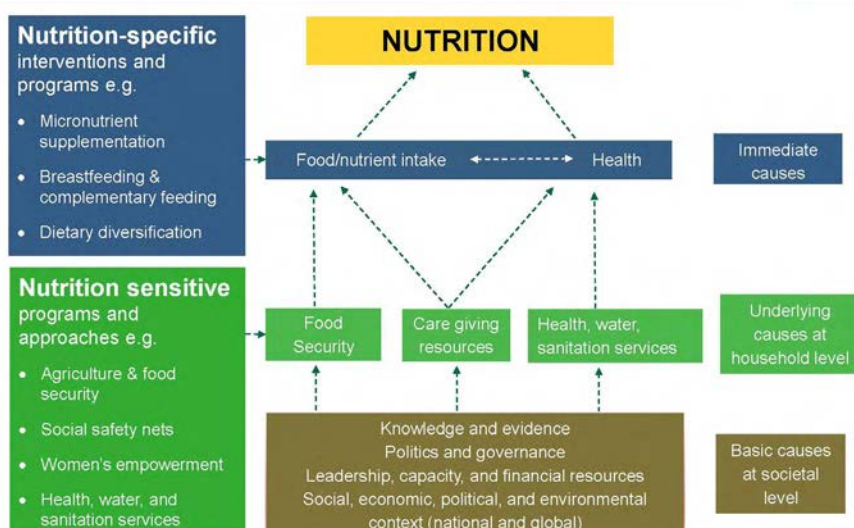 Nutrition-specific
interventions and
programs e.g.
• Micronutrient
supplementation
• Breastfeeding &
complementary feeding
• Dietary diversification
NUTRITION
Food/nutrient intake
Health
Immediate
causes
Nutrition sensitive
programs and
approaches e.g.
• Agriculture & food
security
• Social safety nets
• Women's empowerment
• Health, water, and
sanitation services
Food
Security
Care giving
resources
Health, water,
sanitation services
Underlying
causes at
household level
Knowledge and evidence
Politics and governance
Leadership, capacity, and financial resources
Social, economic, political, and environmental
context (national and global)
Basic causes
at societal
level